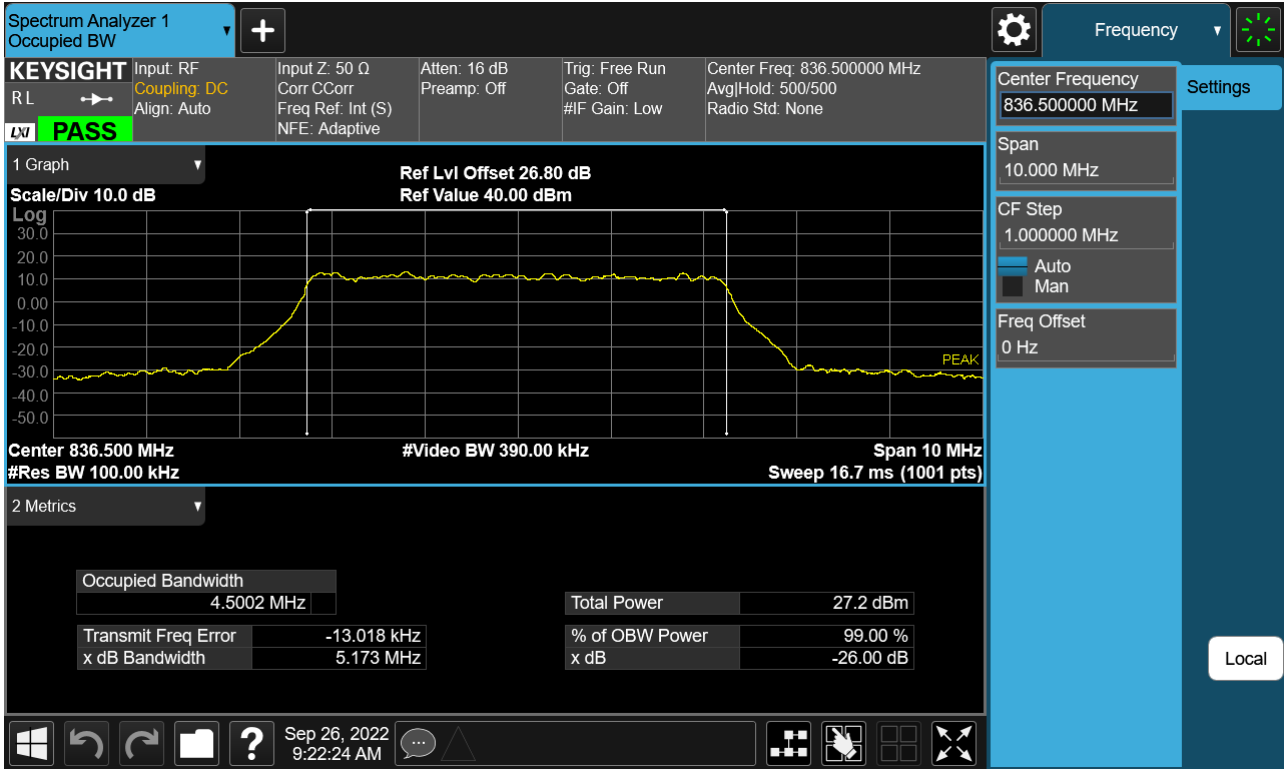 Spectrum Analyzer 1
Occupied BW
Frequency
KEYSIGHT
R L
LXI
PASS
Input: RF
Coupling: DC
Align: Auto
Input Z: 50 Ω
Corr CCorr
Freq Ref: Int (S)
NFE: Adaptive
Atten: 16 dB
Preamp: Off
Trig: Free Run
Gate: Off
#IF Gain: Low
Center Freq: 836.500000 MHz
Avg|Hold: 500/500
Radio Std: None
Center Frequency
836.500000 MHz
Settings
Span
10.000 MHz
CF Step
1.000000 MHz
Auto
Man
Freq Offset
0 Hz
Local
1 Graph
Scale/Div 10.0 dB
Ref Lvl Offset 26.80 dB
Ref Value 40.00 dBm
Log
30.0
20.0
10.0
0.00
-10.0
-20.0
-30.0
-40.0
-50.0
PEAK
Center 836.500 MHz
#Video BW 390.00 kHz
Span 10 MHz
#Res BW 100.00 kHz
Sweep 16.7 ms (1001 pts)
2 Metrics
Occupied Bandwidth
4.5002 MHz
Total Power 27.2 dBm
Transmit Freq Error -13.018 kHz
% of OBW Power 99.00 %
x dB Bandwidth 5.173 MHz
x dB -26.00 dB
Sep 26, 2022
9:22:24 AM